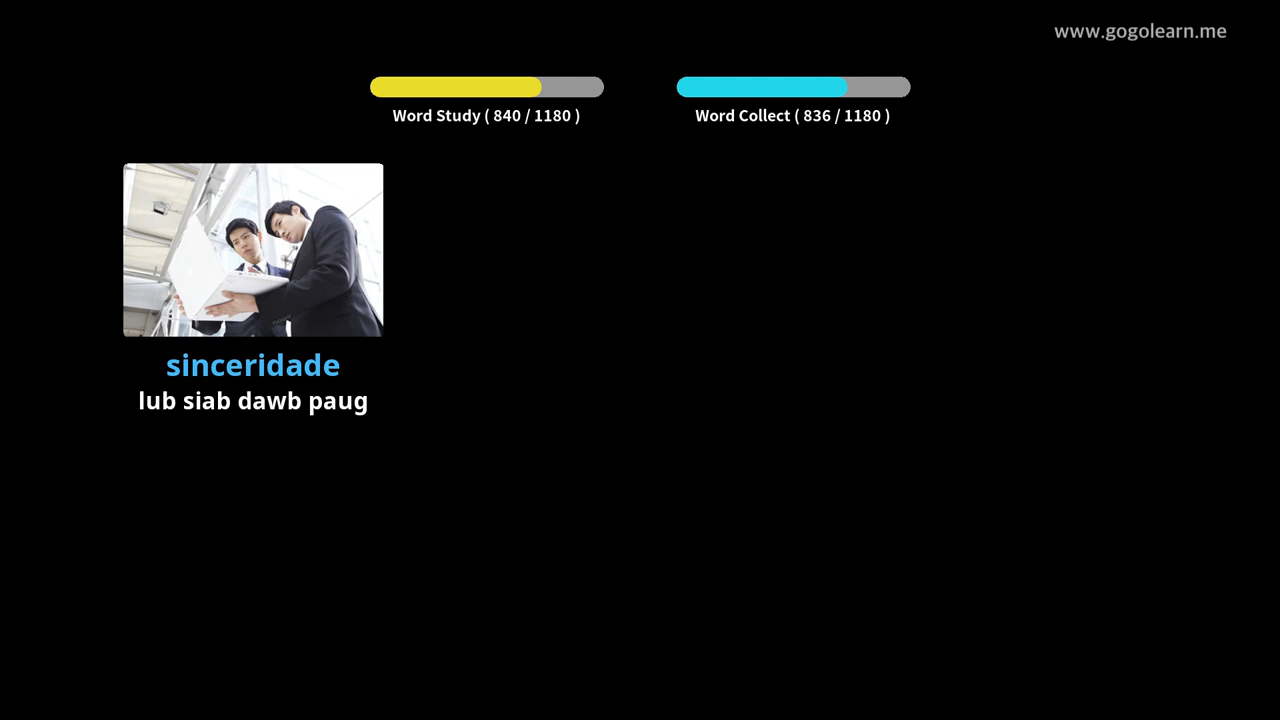 www.gogolearn.me
Word Study ( 840 / 1180 )
Word Collect ( 836 / 1180 )
sinceridade
lub siab dawb paug